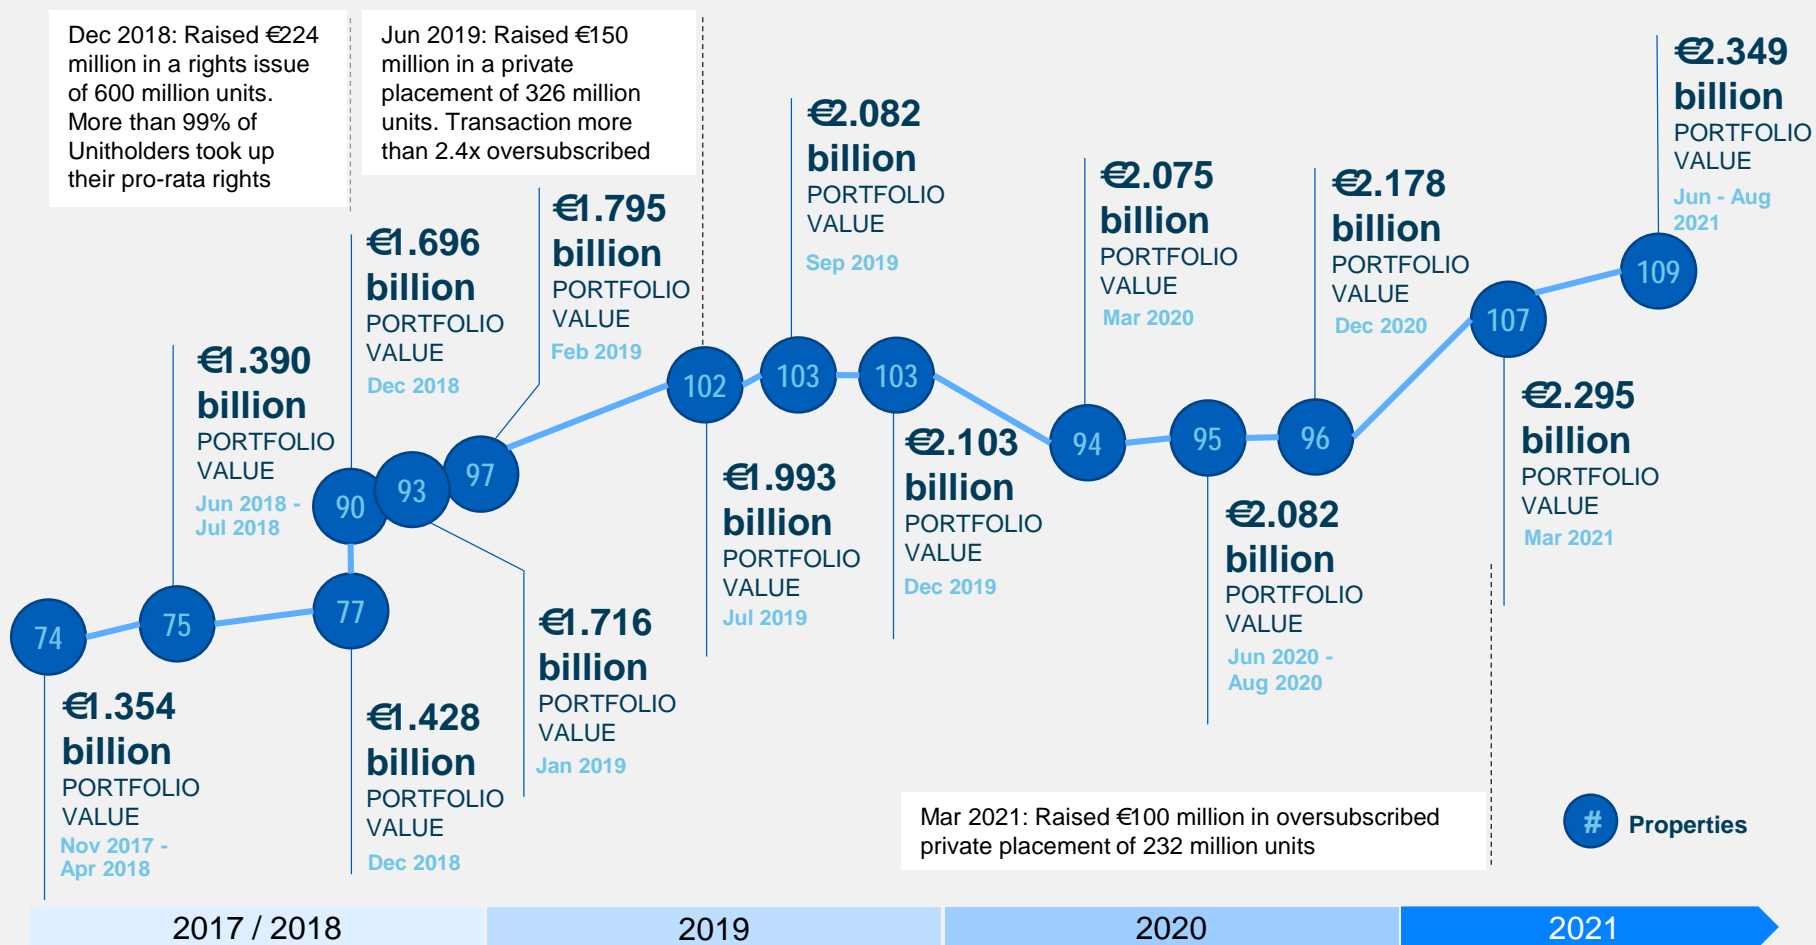 Dec 2018: Raised €224
million in a rights issue
of 600 million units.
More than 99% of
Unitholders took up
their pro-rata rights
Jun 2019: Raised €150
million in a private
placement of 326 million
units. Transaction more
than 2.4x oversubscribed
74
€1.354
billion
PORTFOLIO
VALUE
Nov 2017 -
Apr 2018
€1.390
billion
PORTFOLIO
VALUE
Jun 2018 -
Jul 2018
75
77
€1.428
billion
PORTFOLIO
VALUE
Dec 2018
€1.696
billion
PORTFOLIO
VALUE
Dec 2018
90
93
€1.716
billion
PORTFOLIO
VALUE
Jan 2019
€1.795
billion
PORTFOLIO
VALUE
Feb 2019
97
102
€1.993
billion
PORTFOLIO
VALUE
Jul 2019
€2.082
billion
PORTFOLIO
VALUE
Sep 2019
103
103
€2.103
billion
PORTFOLIO
VALUE
Dec 2019
€2.075
billion
PORTFOLIO
VALUE
Mar 2020
94
95
€2.082
billion
PORTFOLIO
VALUE
Jun 2020 -
Aug 2020
€2.178
billion
PORTFOLIO
VALUE
Dec 2020
96
107
€2.295
billion
PORTFOLIO
VALUE
Mar 2021
€2.349
billion
PORTFOLIO
VALUE
Jun - Aug
2021
109
Mar 2021: Raised €100 million in oversubscribed
private placement of 232 million units
# Properties
2017 / 2018
2019
2020
2021